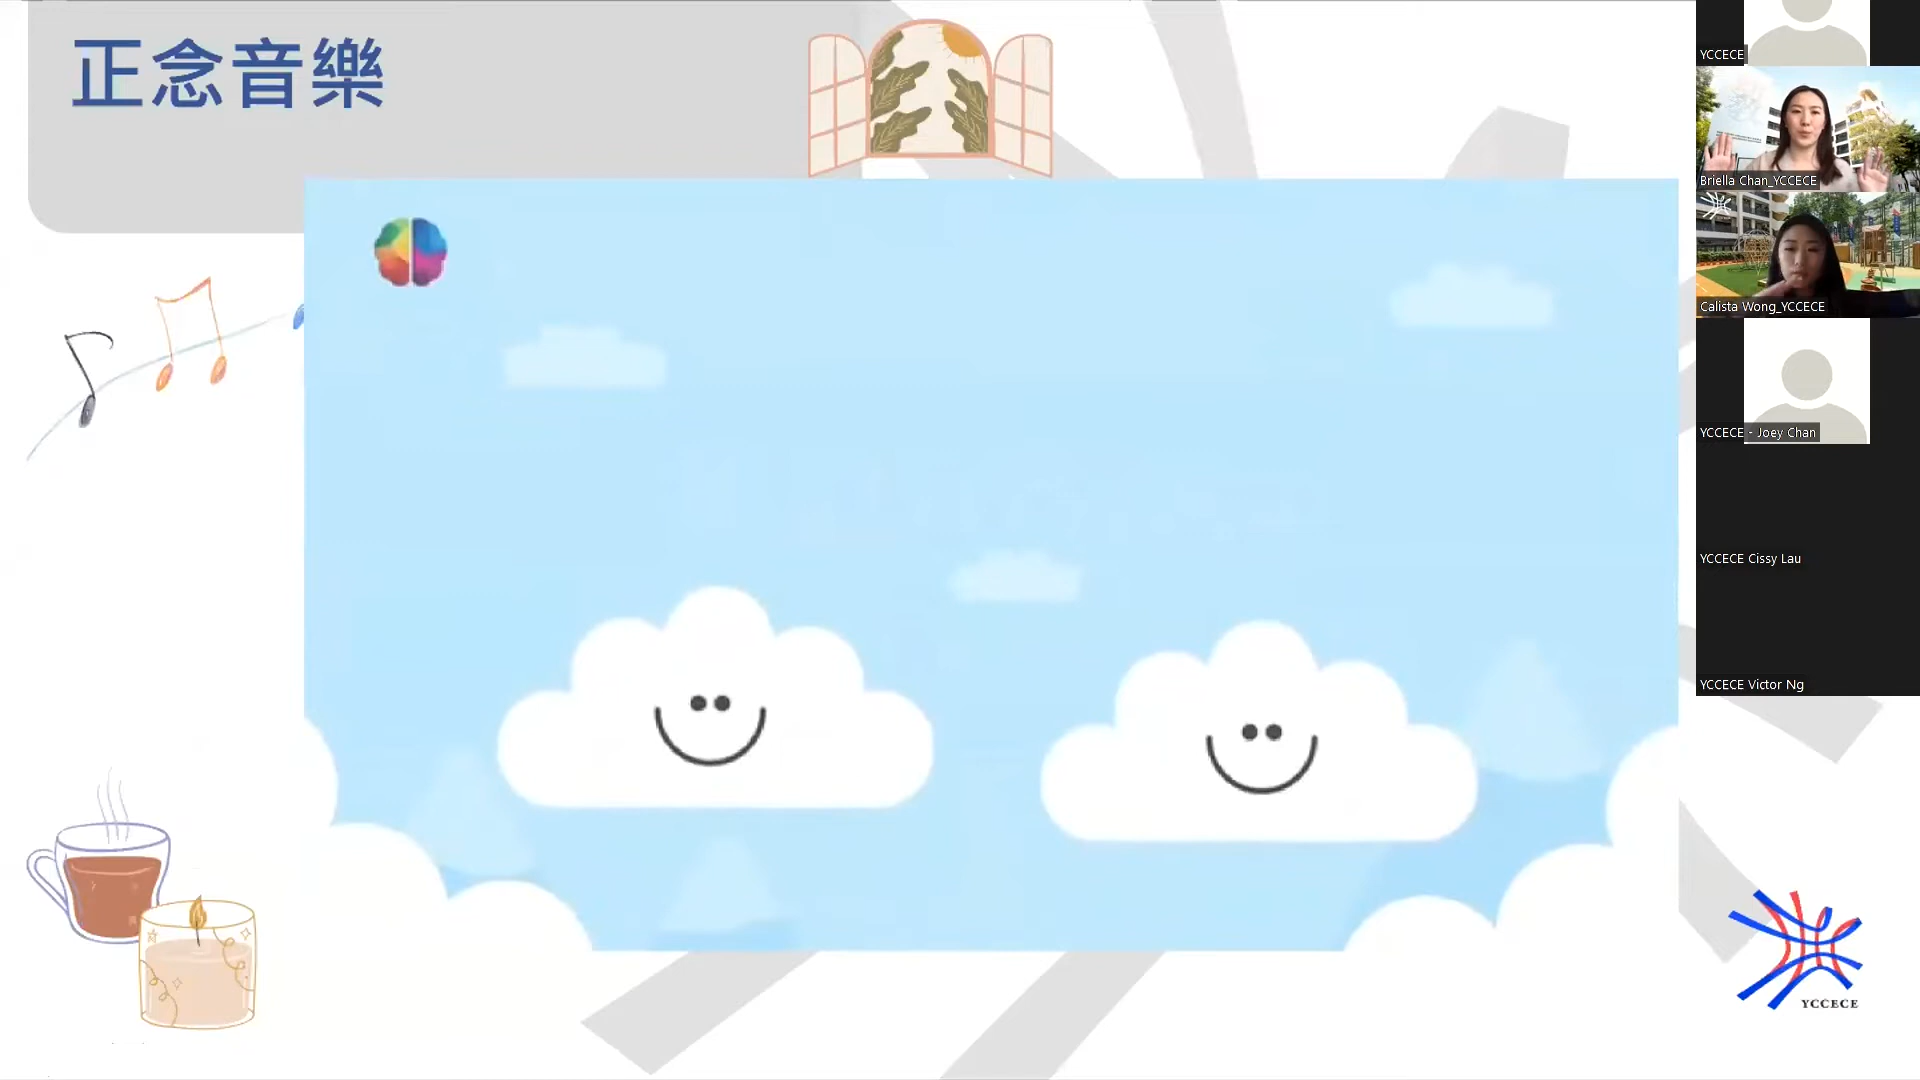 正念音樂
YCCECE
Briella Chan_YCCECE
Calista Wong_YCCECE
YCCECE - Joey Chan
YCCECE Cissy Lau
YCCECE Victor Ng
YCCECE